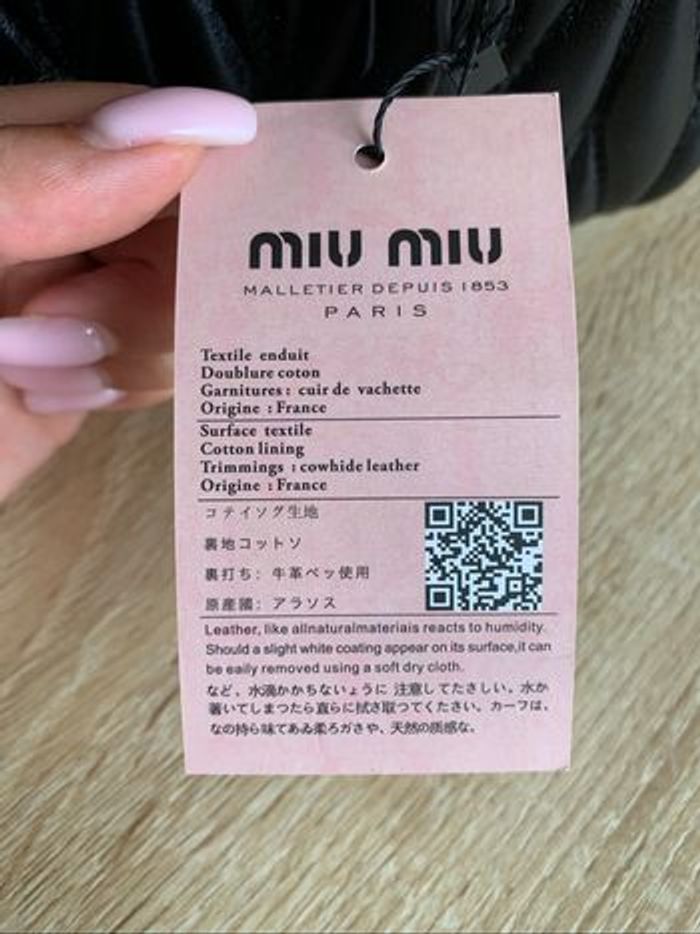 miu miu
MALLETIER DEPUIS 1853
PARIS
Textile enduit
Doublure coton
Garnitures : cuir de vachette
Origine : France
Surface textile
Cotton lining
Trimmings : cowhide leather
Origine : France
コテイソグ生地
裏地コットソ
裏打ち: 牛革ペッ使用
原産國: アラソス
Leather, like allnaturalmateriais reacts to humidity.
Should a slight white coating appear on its surface,it can
be eaily removed using a soft dry cloth.
など、水滴かかちないょうに 注意してたさしい。水か
著いてしまつたら直らに拭き取つてくださぃ。カーフは、
なの持ら味てあゐ柔ろガさや、天然の质感な。